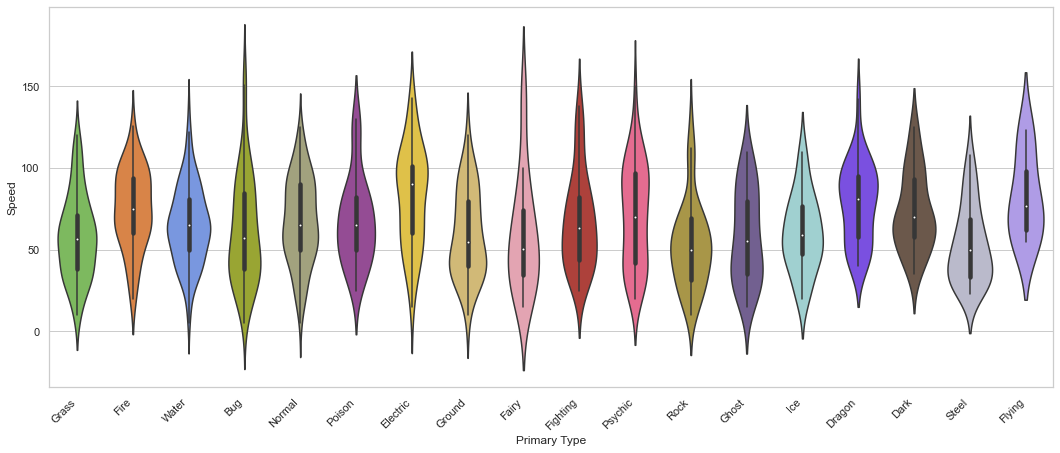 150
100
50
0
Speed
Grass
Fire
Water
Bug
Normal
Poison
Electric
Ground
Fairy
Fighting
Psychic
Rock
Ghost
Ice
Dragon
Dark
Steel
Flying
Primary Type